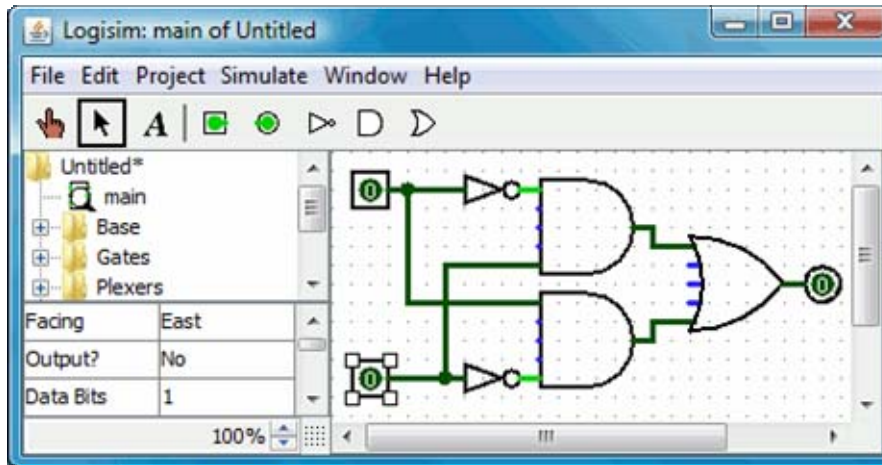 Logisim: main of Untitled
File Edit Project Simulate Window Help
A
Untitled*
main
Base
Gates
Plexers
Facing East
Output? No
Data Bits 1
100%
0
0
0